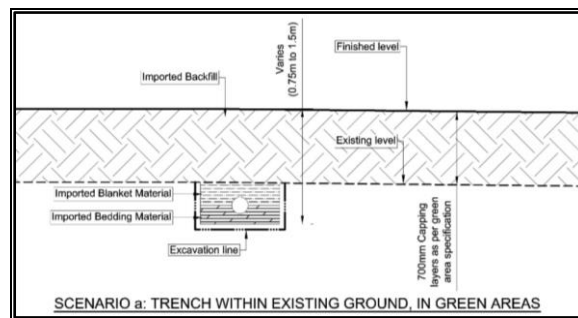 Finished level
Varies
(0.75m to 1.5m)
Imported Backfill
Existing level
Imported Blanket Material
Imported Bedding Material
Excavation line
700mm Capping
layers as per green
area specification
SCENARIO a: TRENCH WITHIN EXISTING GROUND, IN GREEN AREAS